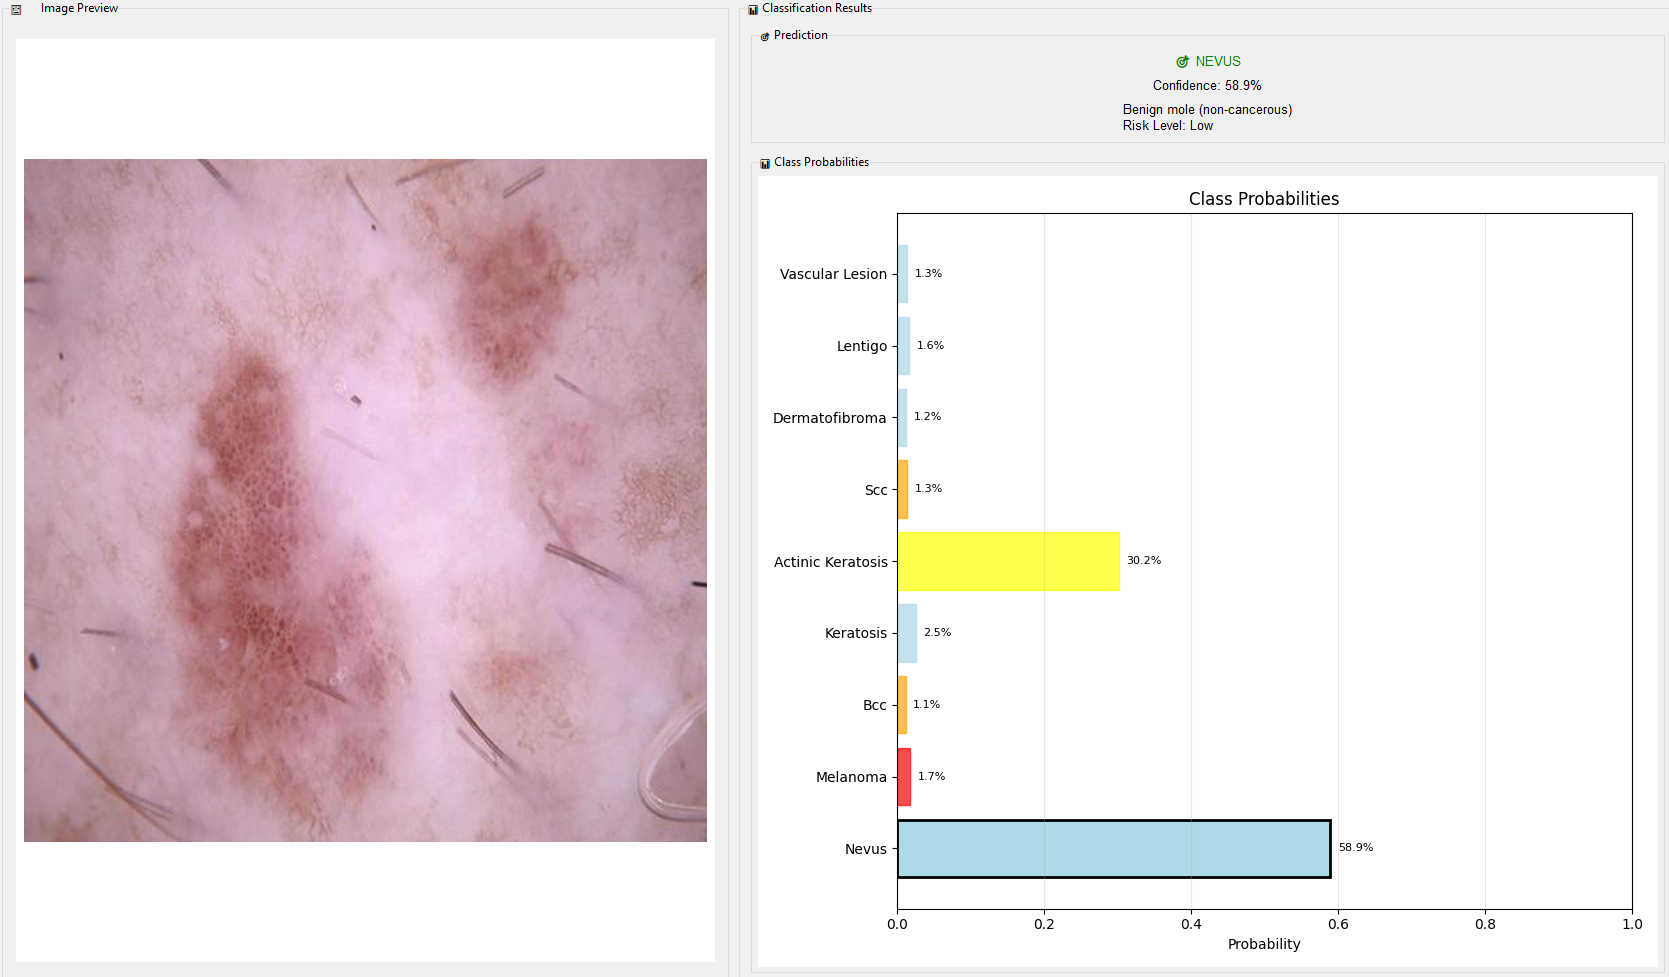 Image Preview
Classification Results
Prediction
NEVUS
Confidence: 58.9%
Benign mole (non-cancerous)
Risk Level: Low
Class Probabilities
Class Probabilities
Vascular Lesion 1.3%
Lentigo 1.6%
Dermatofibroma 1.2%
Scc 1.3%
Actinic Keratosis 30.2%
Keratosis 2.5%
Bcc 1.1%
Melanoma 1.7%
Nevus 58.9%
0.0 0.2 0.4 0.6 0.8 1.0
Probability